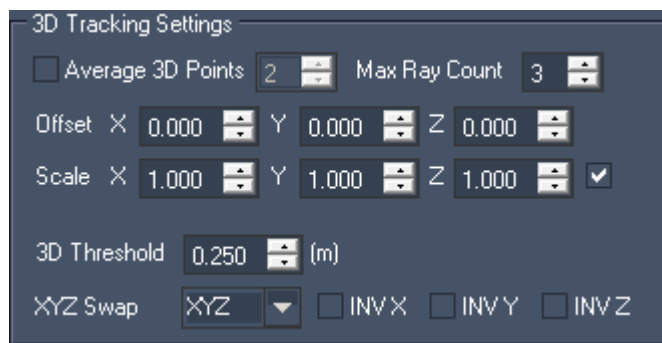 3D Tracking Settings
Average 3D Points 2 Max Ray Count 3
Offset X 0.000 Y 0.000 Z 0.000
Scale X 1.000 Y 1.000 Z 1.000
3D Threshold 0.250 (m)
XYZ Swap XYZ INV X INV Y INV Z